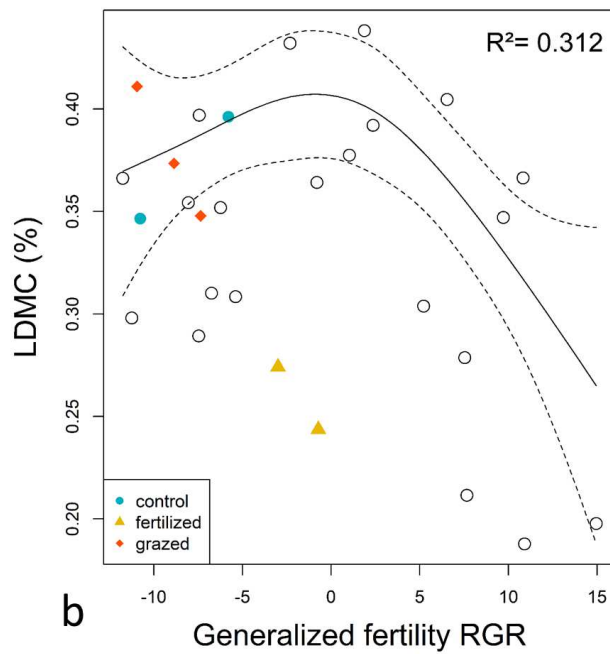 R²= 0.312
LDMC (%)
0.40
0.35
0.30
0.25
0.20
control
fertilized
grazed
-10 -5 0 5 10 15
b
Generalized fertility RGR